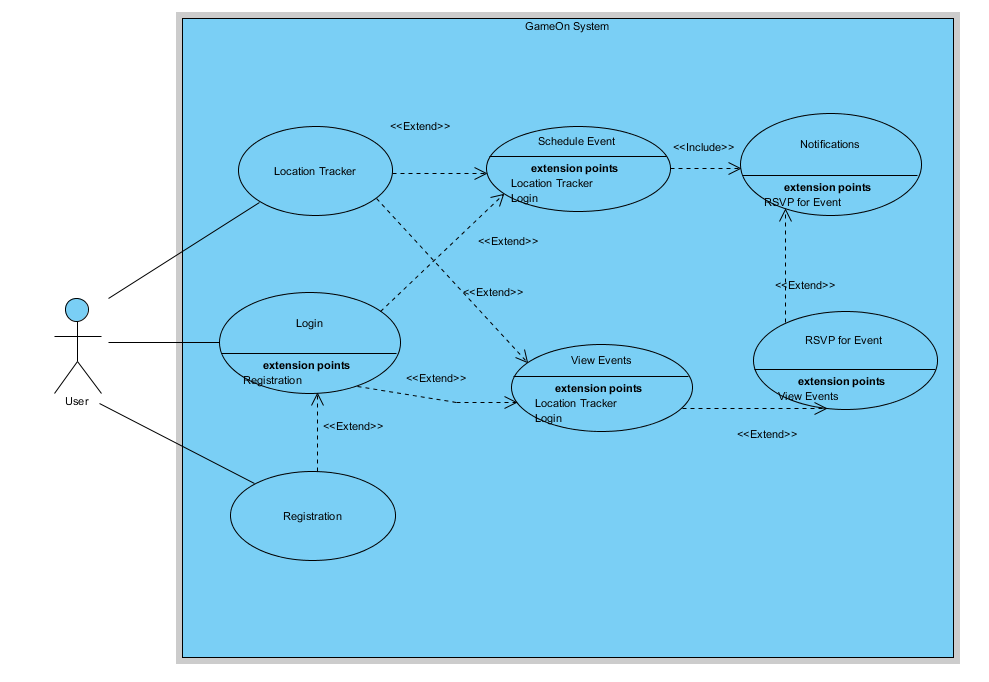 GameOn System
<<Extend>>
Schedule Event
extension points
Location Tracker
Login
<<Include>>
Notifications
extension points
RSVP for Event
Location Tracker
<<Extend>>
<<Extend>>
<<Extend>>
Login
extension points
Registration
<<Extend>>
View Events
extension points
Location Tracker
Login
RSVP for Event
extension points
View Events
<<Extend>>
<<Extend>>
User
Registration